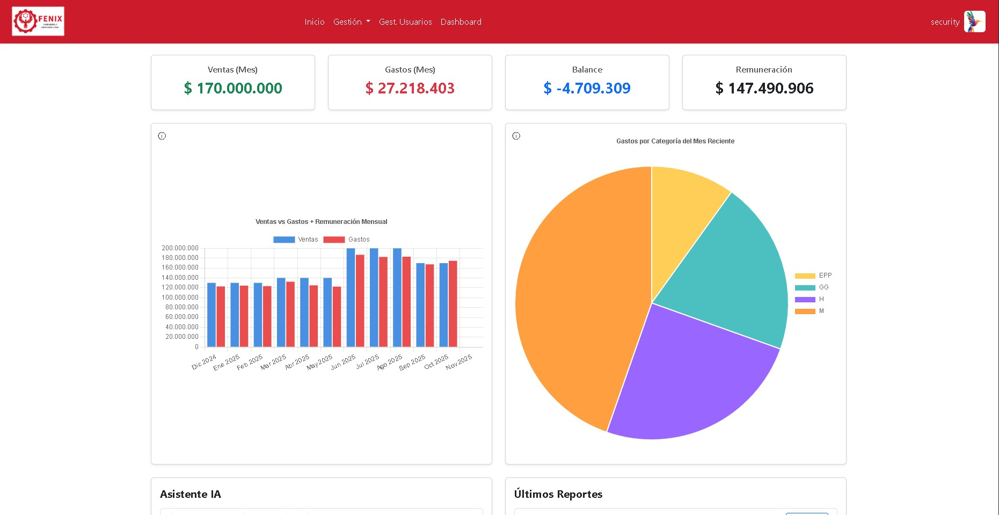 FENIX
INGENIERÍA Y
SERVICIOS LTDA.
Inicio Gestión Gest. Usuarios Dashboard
security
Ventas (Mes)
$ 170.000.000
Gastos (Mes)
$ 27.218.403
Balance
$ -4.709.309
Remuneración
$ 147.490.906
Ventas vs Gastos + Remuneración Mensual
Ventas Gastos
200.000.000
180.000.000
160.000.000
140.000.000
120.000.000
100.000.000
80.000.000
60.000.000
40.000.000
20.000.000
0
Dic 2024 Ene 2025 Feb 2025 Mar 2025 Abr 2025 May 2025 Jun 2025 Jul 2025 Ago 2025 Sep 2025 Oct 2025 Nov 2025
Gastos por Categoría del Mes Reciente
EPP
GG
H
M
Asistente IA
Últimos Reportes